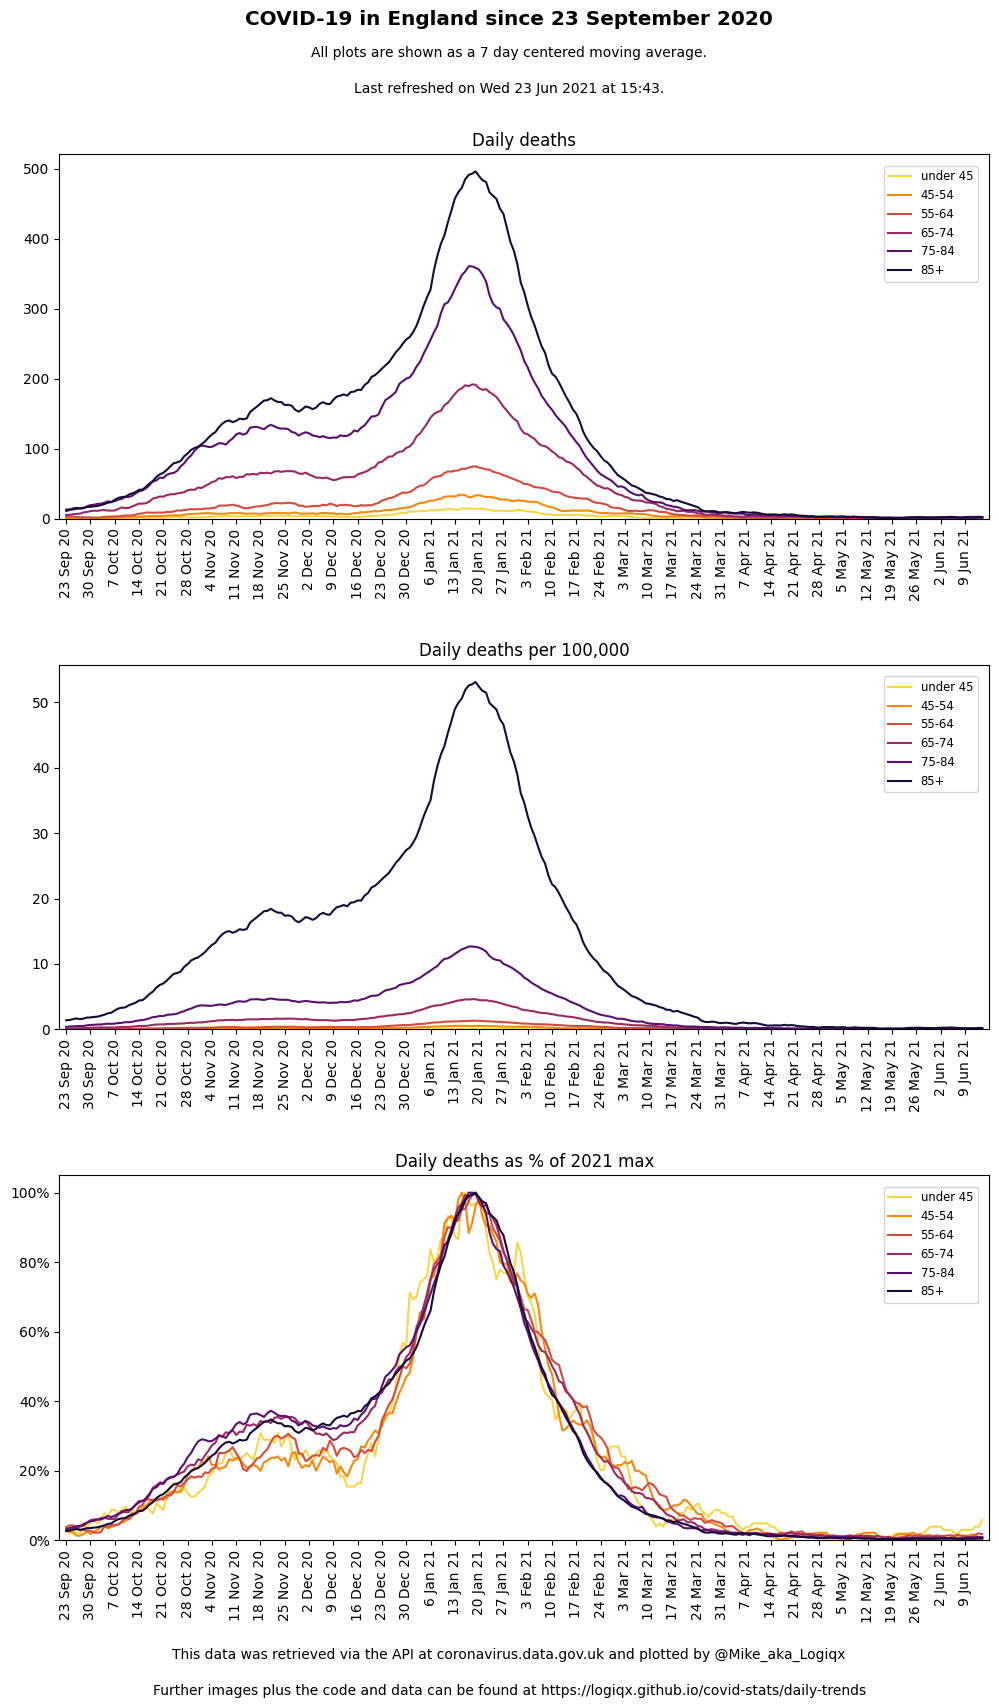 COVID-19 in England since 23 September 2020
All plots are shown as a 7 day centered moving average.
Last refreshed on Wed 23 Jun 2021 at 15:43.
Daily deaths
500
400
300
200
100
0
under 45
45-54
55-64
65-74
75-84
85+
23 Sep 20
30 Sep 20
7 Oct 20
14 Oct 20
21 Oct 20
28 Oct 20
4 Nov 20
11 Nov 20
18 Nov 20
25 Nov 20
2 Dec 20
9 Dec 20
16 Dec 20
23 Dec 20
30 Dec 20
6 Jan 21
13 Jan 21
20 Jan 21
27 Jan 21
3 Feb 21
10 Feb 21
17 Feb 21
24 Feb 21
3 Mar 21
10 Mar 21
17 Mar 21
24 Mar 21
31 Mar 21
7 Apr 21
14 Apr 21
21 Apr 21
28 Apr 21
5 May 21
12 May 21
19 May 21
26 May 21
2 Jun 21
9 Jun 21
Daily deaths per 100,000
50
40
30
20
10
0
under 45
45-54
55-64
65-74
75-84
85+
23 Sep 20
30 Sep 20
7 Oct 20
14 Oct 20
21 Oct 20
28 Oct 20
4 Nov 20
11 Nov 20
18 Nov 20
25 Nov 20
2 Dec 20
9 Dec 20
16 Dec 20
23 Dec 20
30 Dec 20
6 Jan 21
13 Jan 21
20 Jan 21
27 Jan 21
3 Feb 21
10 Feb 21
17 Feb 21
24 Feb 21
3 Mar 21
10 Mar 21
17 Mar 21
24 Mar 21
31 Mar 21
7 Apr 21
14 Apr 21
21 Apr 21
28 Apr 21
5 May 21
12 May 21
19 May 21
26 May 21
2 Jun 21
9 Jun 21
Daily deaths as % of 2021 max
100%
80%
60%
40%
20%
0%
under 45
45-54
55-64
65-74
75-84
85+
23 Sep 20
30 Sep 20
7 Oct 20
14 Oct 20
21 Oct 20
28 Oct 20
4 Nov 20
11 Nov 20
18 Nov 20
25 Nov 20
2 Dec 20
9 Dec 20
16 Dec 20
23 Dec 20
30 Dec 20
6 Jan 21
13 Jan 21
20 Jan 21
27 Jan 21
3 Feb 21
10 Feb 21
17 Feb 21
24 Feb 21
3 Mar 21
10 Mar 21
17 Mar 21
24 Mar 21
31 Mar 21
7 Apr 21
14 Apr 21
21 Apr 21
28 Apr 21
5 May 21
12 May 21
19 May 21
26 May 21
2 Jun 21
9 Jun 21
This data was retrieved via the API at coronavirus.data.gov.uk and plotted by @Mike_aka_Logiqx
Further images plus the code and data can be found at https://logiqx.github.io/covid-stats/daily-trends